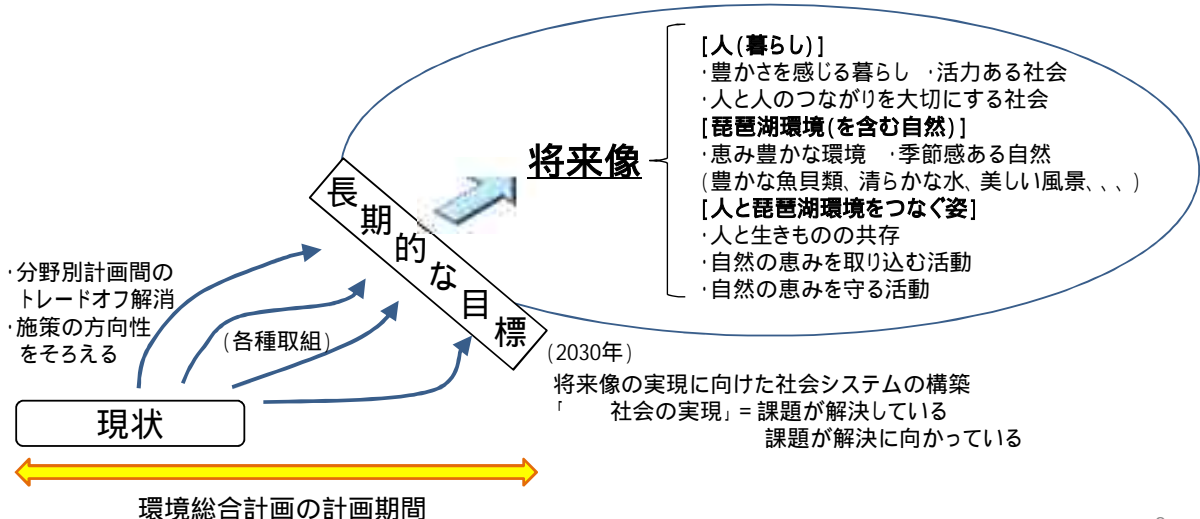 [人(暮らし)]
・豊かさを感じる暮らし ・活力ある社会
・人と人のつながりを大切にする社会
[琵琶湖環境(を含む自然)]
・恵み豊かな環境 ・季節感ある自然
(豊かな魚貝類、清らかな水、美しい風景、、、)
[人と琵琶湖環境をつなぐ姿]
・人と生きものの共存
・自然の恵みを取り込む活動
・自然の恵みを守る活動
将来像
長期的な目標
・分野別計画間の
トレードオフ解消
・施策の方向性
をそろえる
(各種取組)
(2030年)
将来像の実現に向けた社会システムの構築
「　　社会の実現」=課題が解決している
課題が解決に向かっている
現状
環境総合計画の計画期間